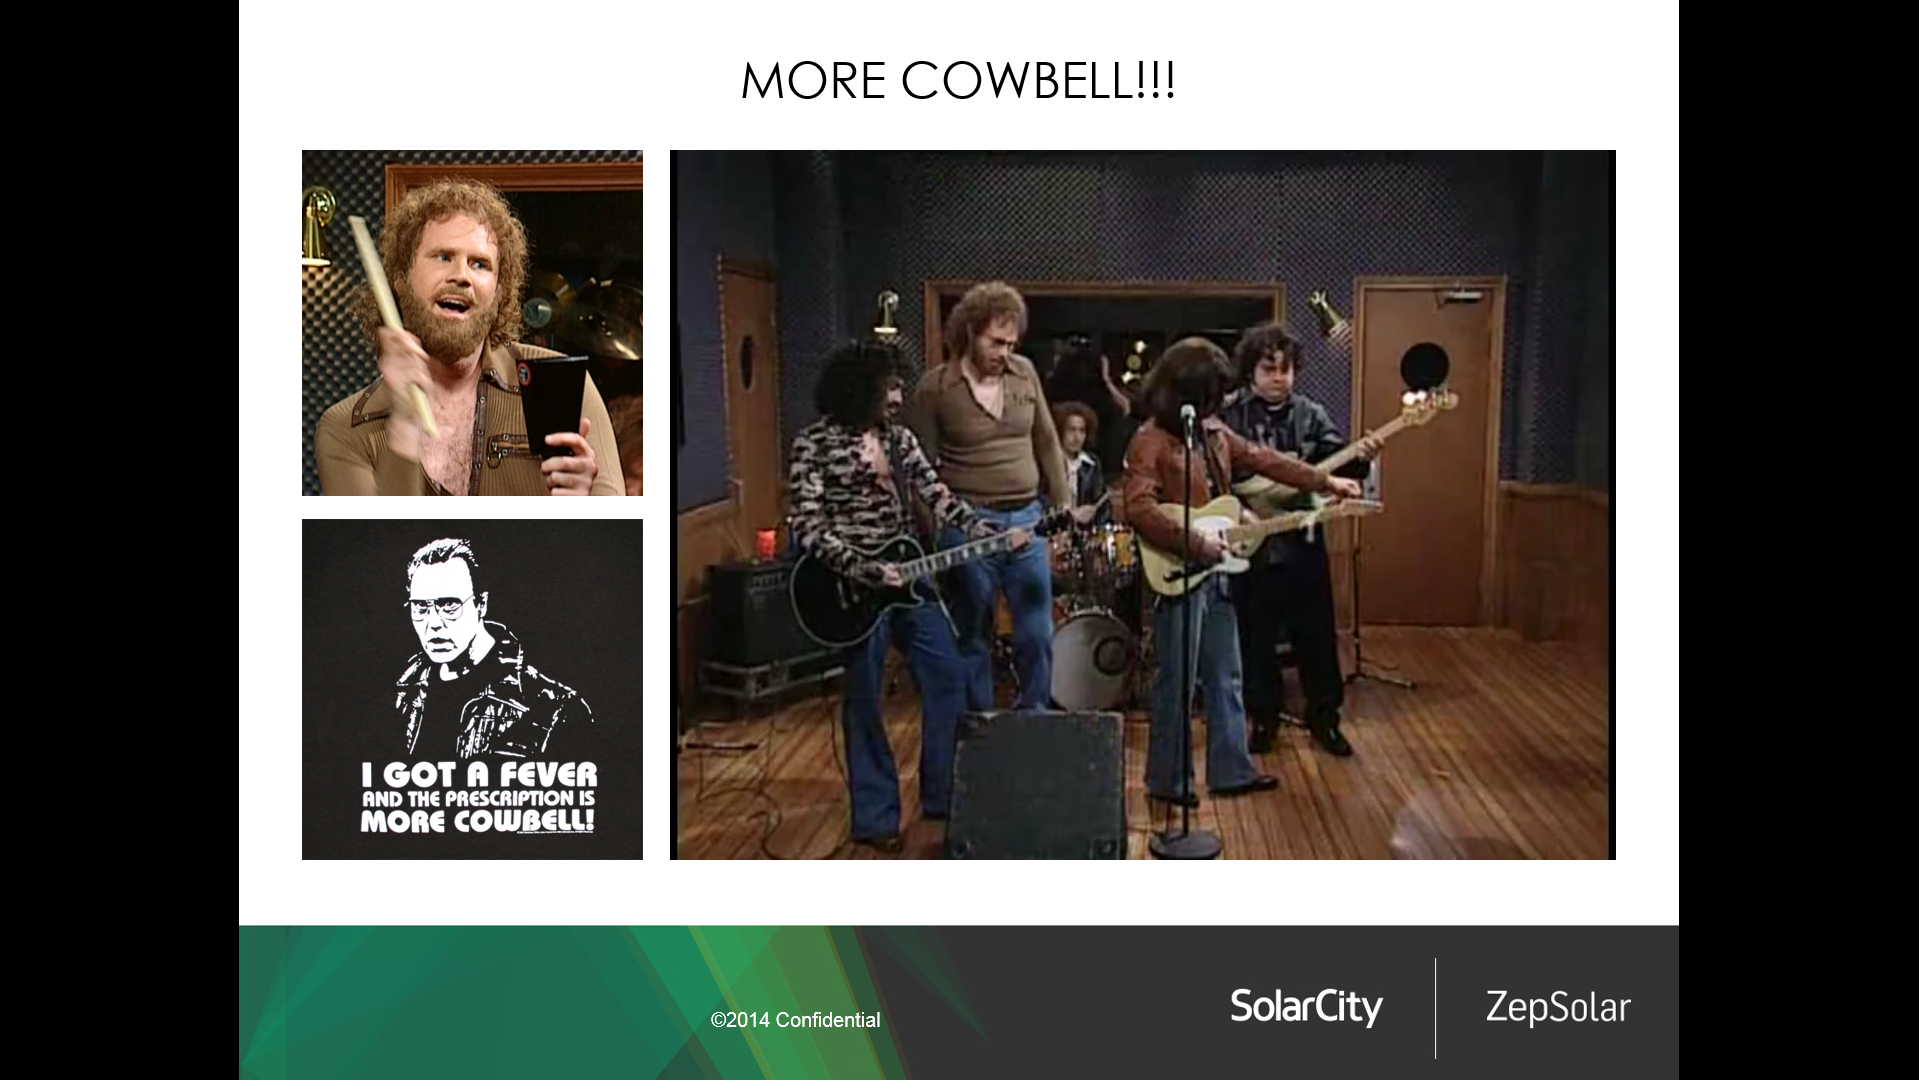 MORE COWBELL!!!
I GOT A FEVER
AND THE PRESCRIPTION IS
MORE COWBELL!
©2014 Confidential
SolarCity
ZepSolar